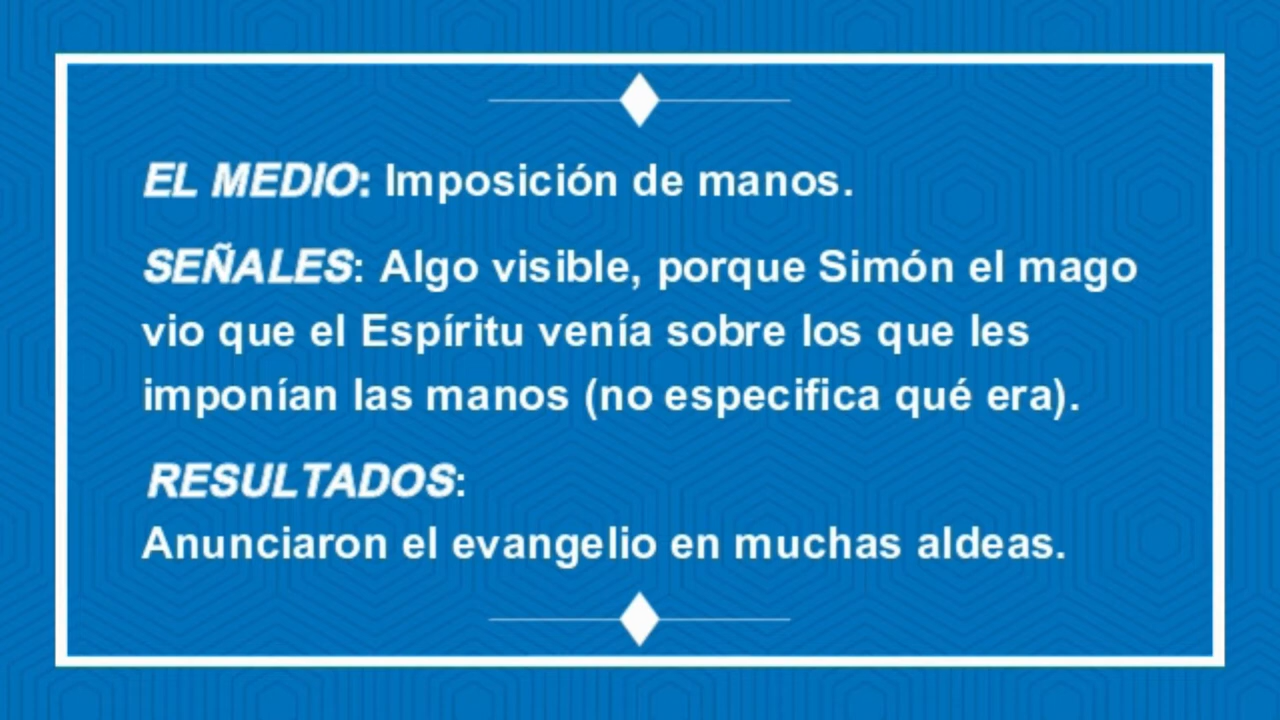 EL MEDIO: Imposición de manos.
SEÑALES: Algo visible, porque Simón el mago
vio que el Espíritu venía sobre los que les
imponían las manos (no especifica qué era).
RESULTADOS:
Anunciaron el evangelio en muchas aldeas.